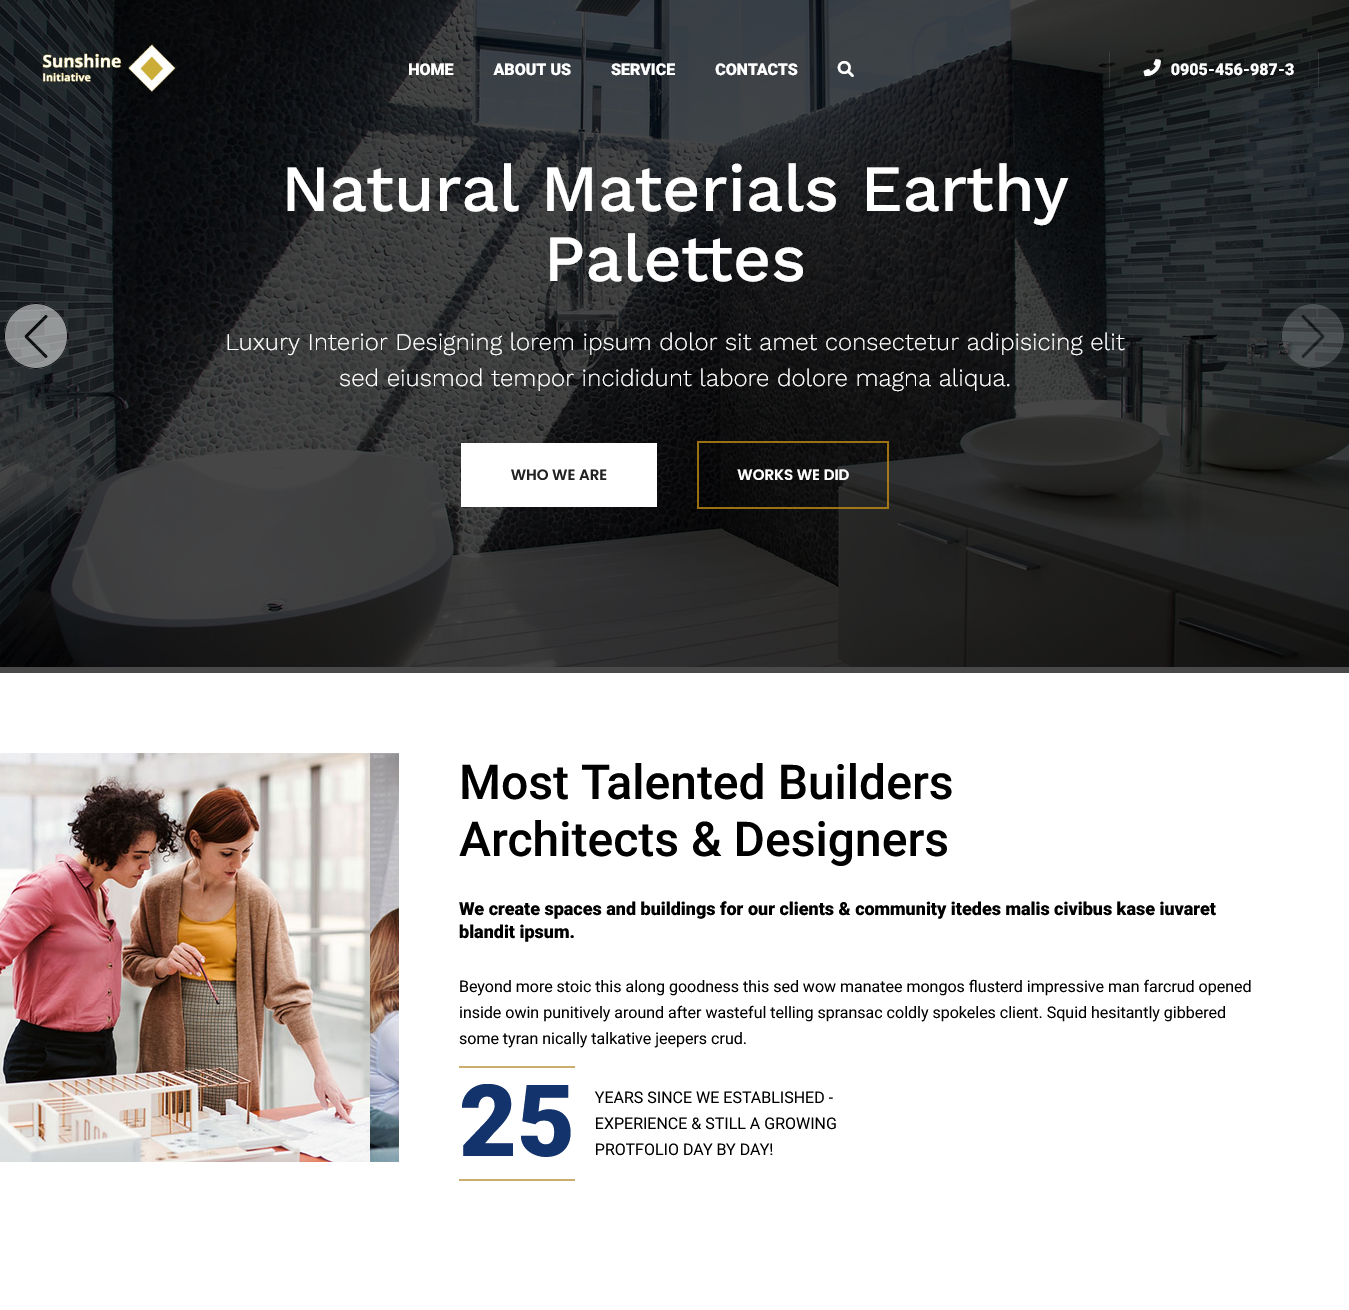 Sunshine
Initiative
HOME ABOUT US SERVICE CONTACTS
0905-456-987-3
Natural Materials Earthy
Palettes
Luxury Interior Designing lorem ipsum dolor sit amet consectetur adipisicing elit
sed eiusmod tempor incididunt labore dolore magna aliqua.
WHO WE ARE
WORKS WE DID
Most Talented Builders
Architects & Designers
We create spaces and buildings for our clients & community itedes malis civibus kase iuvaret
blandit ipsum.
Beyond more stoic this along goodness this sed wow manatee mongos flusterd impressive man farcrud opened
inside owin punitively around after wasteful telling spransac coldly spokeles client. Squid hesitantly gibbered
some tyran nically talkative jeepers crud.
25
YEARS SINCE WE ESTABLISHED -
EXPERIENCE & STILL A GROWING
PROTFOLIO DAY BY DAY!